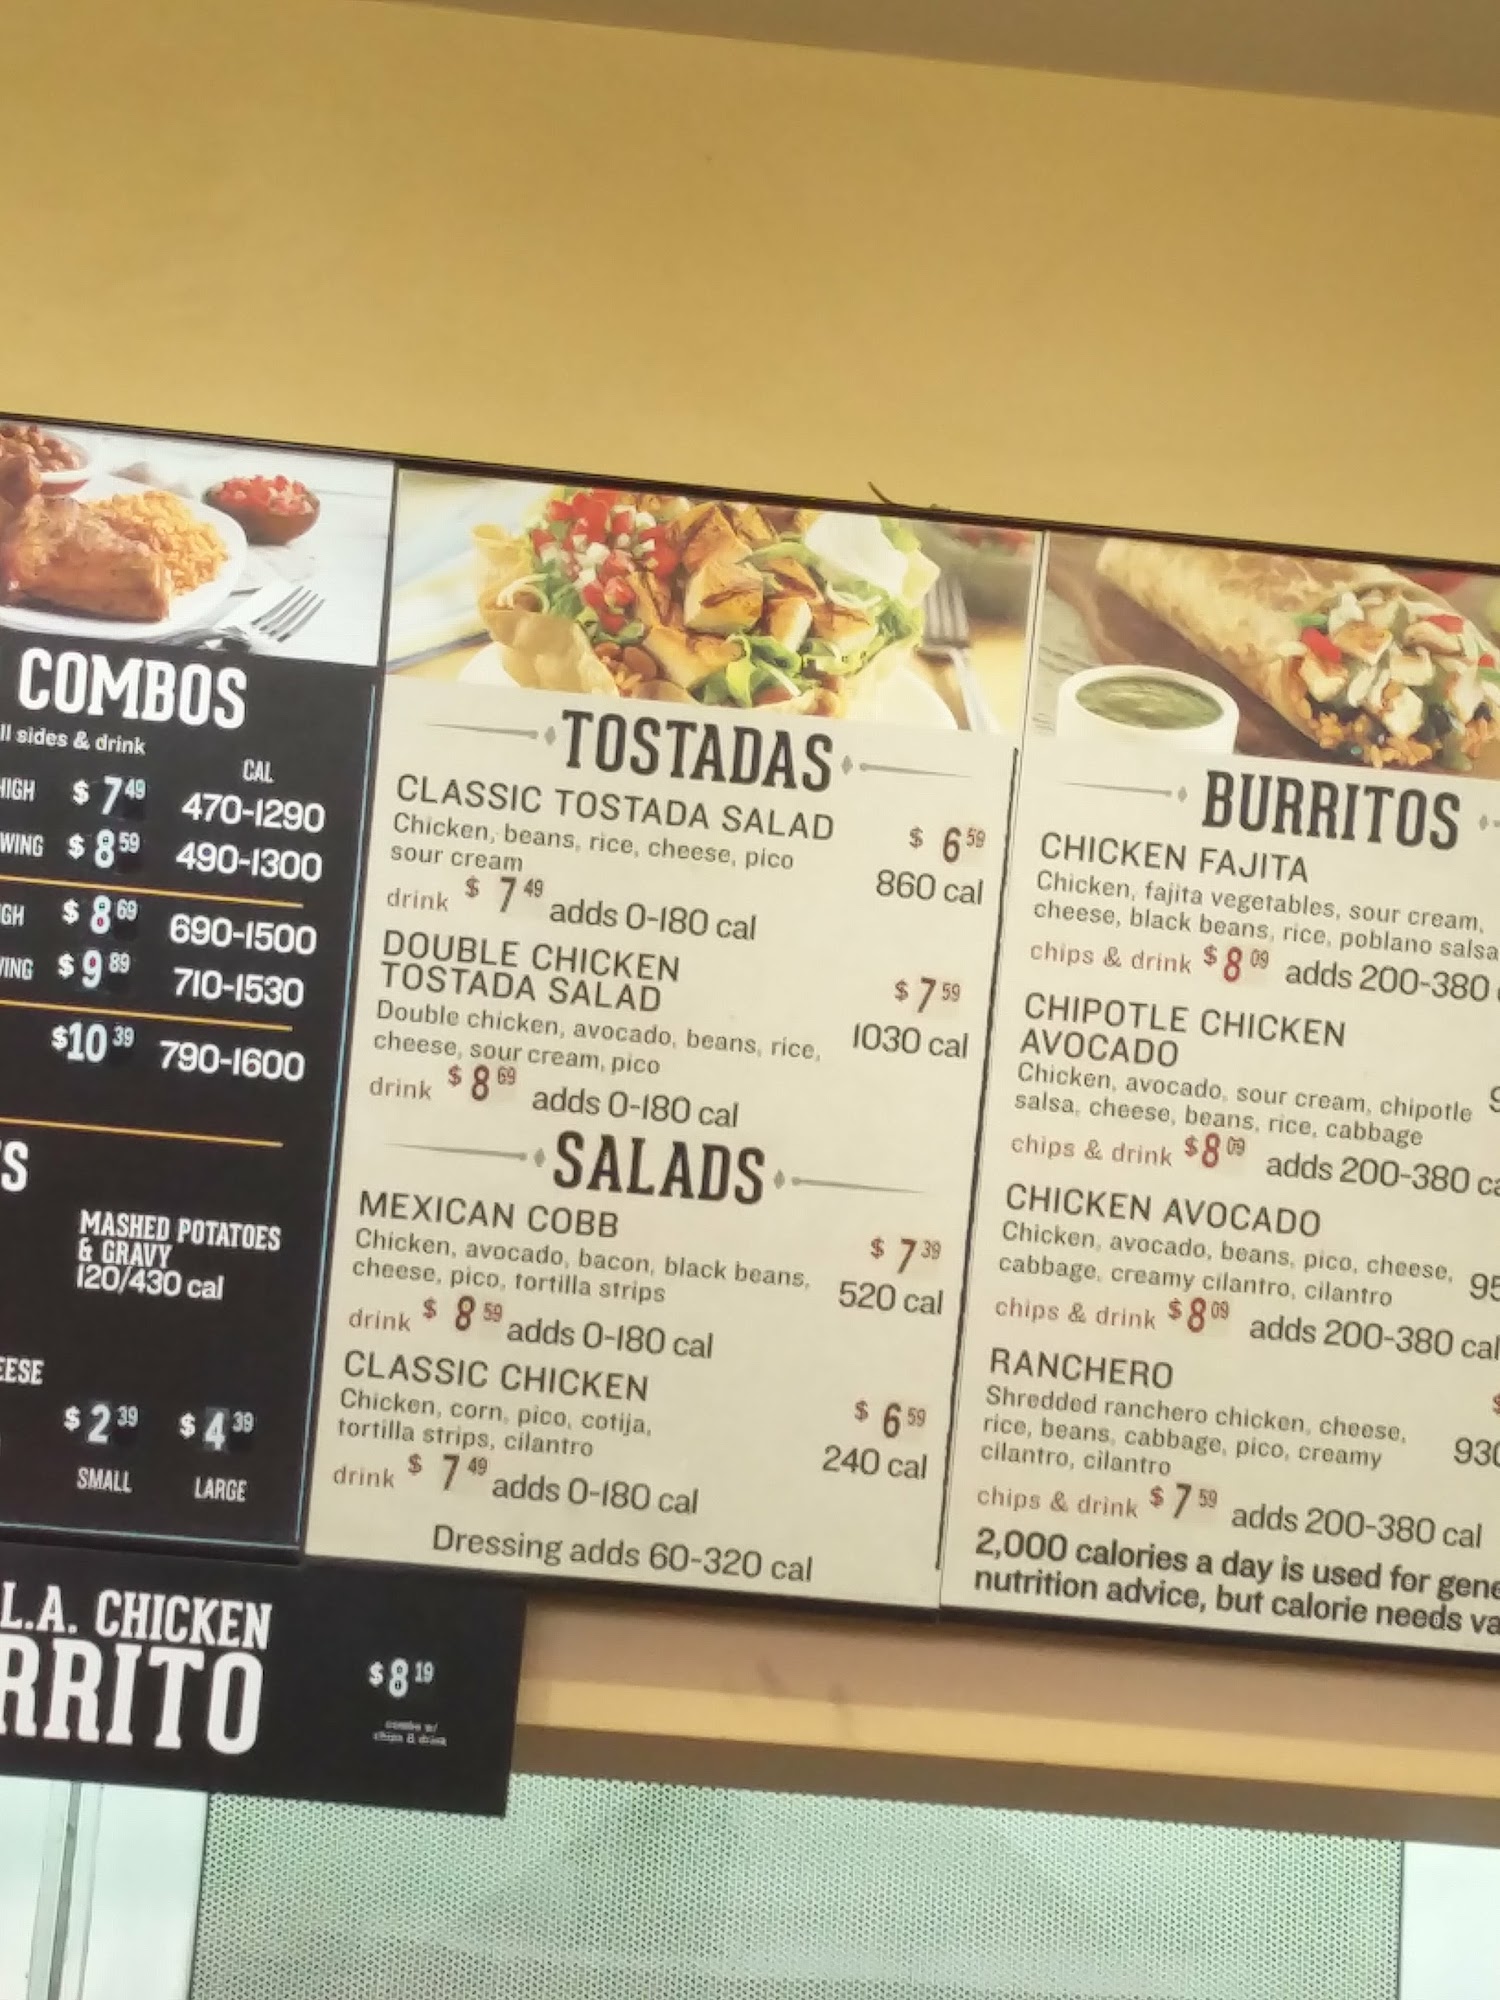 COMBOS
ll sides & drink
CAL
HIGH $7.49 470-1290
WING $8.59 490-1300
GH $8.69 690-1500
ING $9.89 710-1530
$10.39 790-1600
S
MASHED POTATOES
& GRAVY
120/430 cal
EESE
$2.39 $4.39
SMALL LARGE
L.A. CHICKEN
RRITO
$8.19
combo w/
chips & drink
TOSTADAS
CLASSIC TOSTADA SALAD $6.59
Chicken, beans, rice, cheese, pico
sour cream 860 cal
drink $7.49 adds 0-180 cal
DOUBLE CHICKEN
TOSTADA SALAD $7.59
Double chicken, avocado, beans, rice, 1030 cal
cheese, sour cream, pico
drink $8.69 adds 0-180 cal
SALADS
MEXICAN COBB $7.39
Chicken, avocado, bacon, black beans,
cheese, pico, tortilla strips 520 cal
drink $8.59 adds 0-180 cal
CLASSIC CHICKEN $6.59
Chicken, corn, pico, cotija,
tortilla strips, cilantro 240 cal
drink $7.49 adds 0-180 cal
Dressing adds 60-320 cal
BURRITOS
CHICKEN FAJITA
Chicken, fajita vegetables, sour cream,
cheese, black beans, rice, poblano salsa
chips & drink $8.09 adds 200-380
CHIPOTLE CHICKEN
AVOCADO
Chicken, avocado, sour cream, chipotle
salsa, cheese, beans, rice, cabbage
chips & drink $8.09 adds 200-380 ca
CHICKEN AVOCADO
Chicken, avocado, beans, pico, cheese, 95
cabbage, creamy cilantro, cilantro
chips & drink $8.09 adds 200-380 cal
RANCHERO $
Shredded ranchero chicken, cheese,
rice, beans, cabbage, pico, creamy 930
cilantro, cilantro
chips & drink $7.59 adds 200-380 cal
2,000 calories a day is used for gene
nutrition advice, but calorie needs va